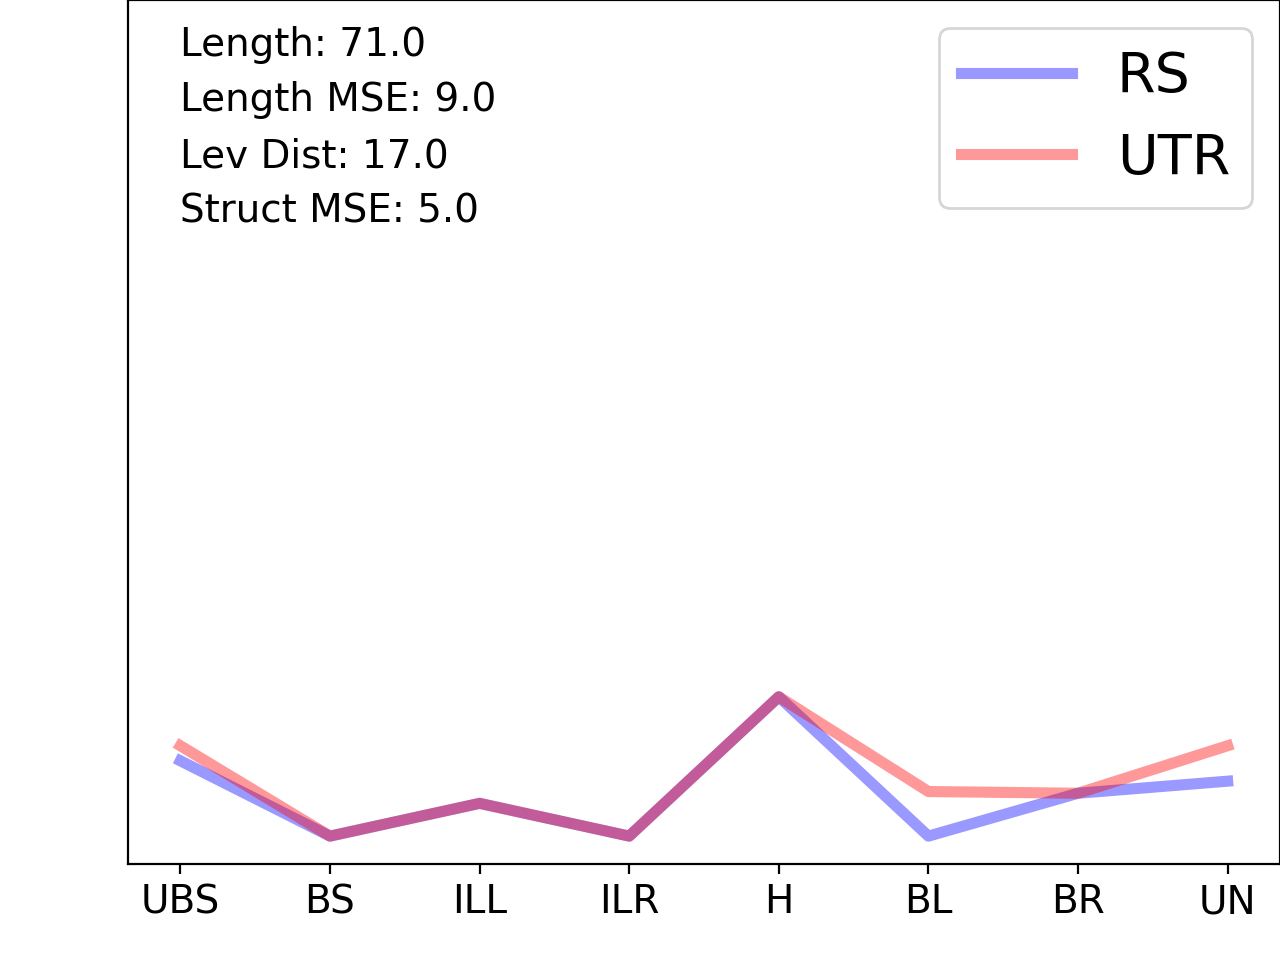 Length: 71.0
Length MSE: 9.0
Lev Dist: 17.0
Struct MSE: 5.0
RS
UTR
UBS BS ILL ILR H BL BR UN